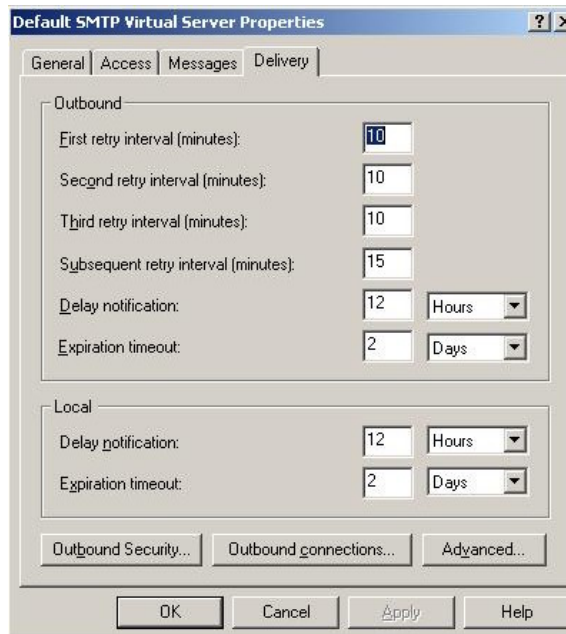 Default SMTP Virtual Server Properties
General Access Messages Delivery
Outbound
First retry interval (minutes): 10
Second retry interval (minutes): 10
Third retry interval (minutes): 10
Subsequent retry interval (minutes): 15
Delay notification: 12 Hours
Expiration timeout: 2 Days
Local
Delay notification: 12 Hours
Expiration timeout: 2 Days
Outbound Security... Outbound connections... Advanced...
OK Cancel Apply Help